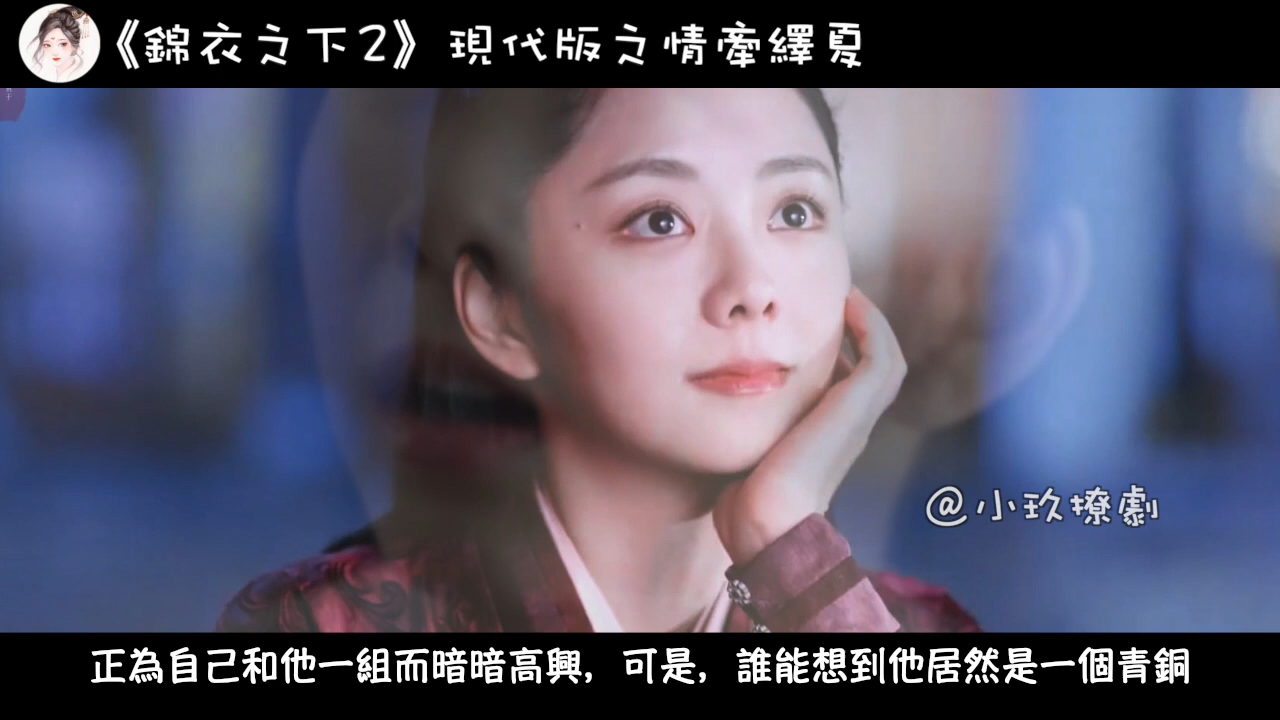 《錦衣之下2》現代版之情牽繹夏
@小玖撩劇
正為自己和他一組而暗暗高興，可是，誰能想到他居然是一個青銅